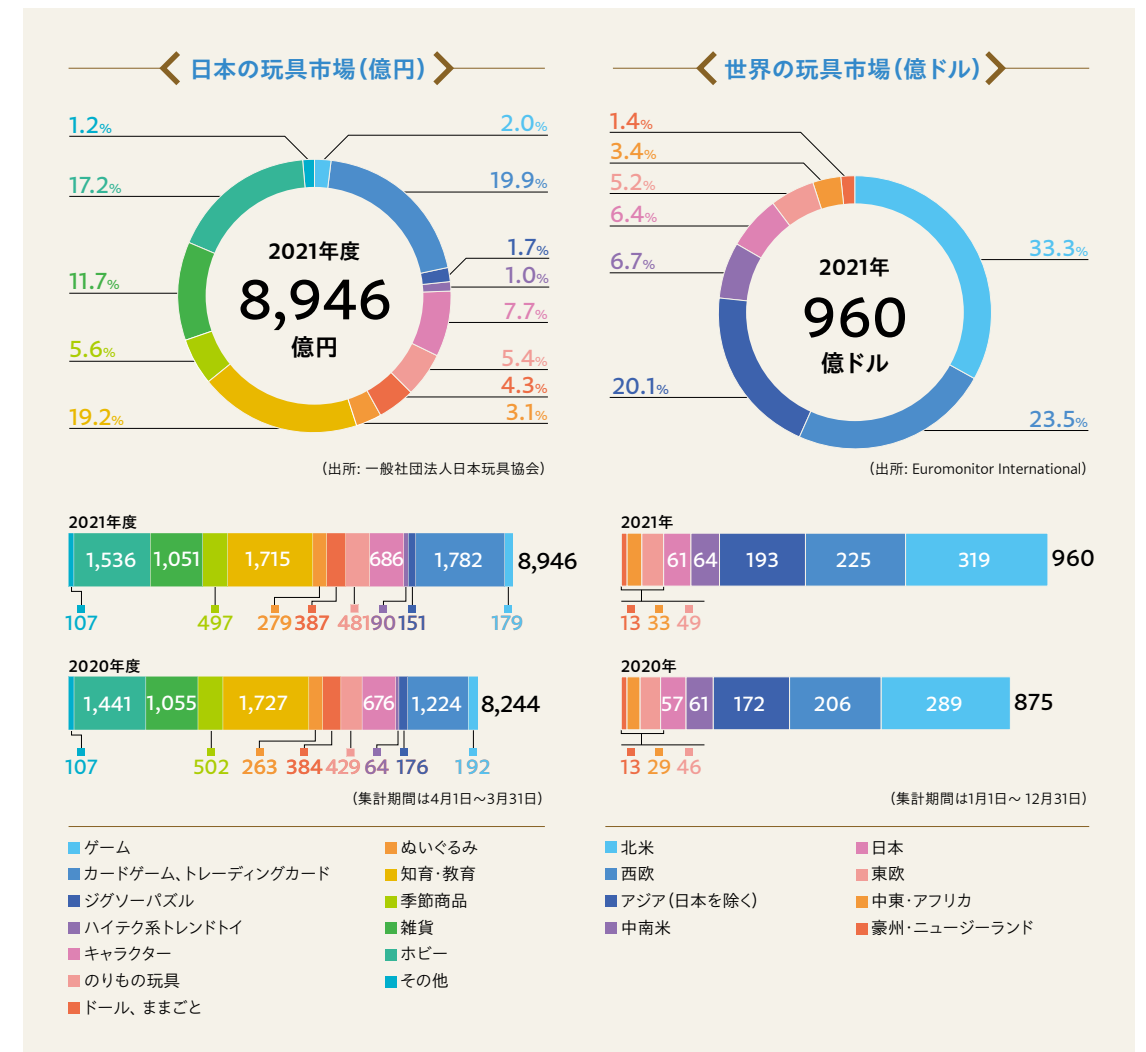 日本の玩具市場(億円)
1.2%
2.0%
17.2%
19.9%
11.7%
1.7%
1.0%
7.7%
5.6%
5.4%
4.3%
19.2%
3.1%
2021年度
8,946
億円
(出所: 一般社団法人日本玩具協会)
2021年度
1,536 1,051 1,715 686 1,782 8,946
107 497 279 387 481 90 151 179
2020年度
1,441 1,055 1,727 676 1,224 8,244
107 502 263 384 429 64 176 192
(集計期間は4月1日～3月31日)
ゲーム
カードゲーム、トレーディングカード
ジグソーパズル
ハイテク系トレンドトイ
キャラクター
のりもの玩具
ドール、ままごと
ぬいぐるみ
知育・教育
季節商品
雑貨
ホビー
その他
世界の玩具市場(億ドル)
1.4%
3.4%
5.2%
6.4%
6.7%
33.3%
20.1%
23.5%
2021年
960
億ドル
(出所: Euromonitor International)
2021年
61 64 193 225 319 960
13 33 49
2020年
57 61 172 206 289 875
13 29 46
(集計期間は1月1日～ 12月31日)
北米
西欧
アジア(日本を除く)
中南米
日本
東欧
中東・アフリカ
豪州・ニュージーランド